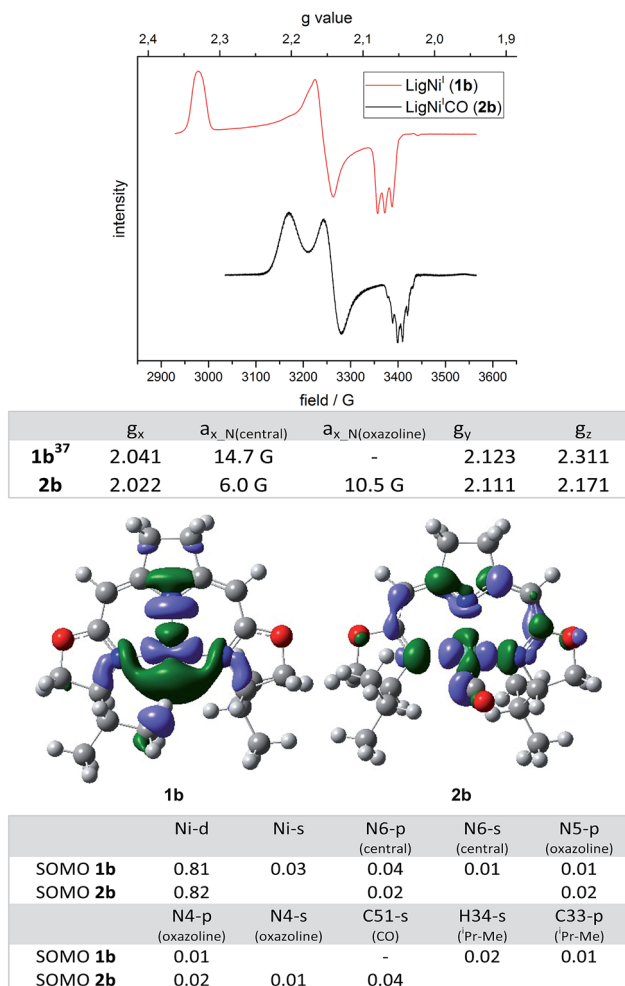 g value
2,4 2,3 2,2 2,1 2,0 1,9
LigNiᴵ (1b)
LigNiᴵCO (2b)
intensity
2900 3000 3100 3200 3300 3400 3500 3600
field / G
gₓ aₓ_N(central) aₓ_N(oxazoline) g_y g_z
1b³⁷ 2.041 14.7 G - 2.123 2.311
2b 2.022 6.0 G 10.5 G 2.111 2.171
1b 2b
Ni-d Ni-s N6-p N6-s N5-p
(central) (central) (oxazoline)
SOMO 1b 0.81 0.03 0.04 0.01 0.01
SOMO 2b 0.82 0.02 0.02
N4-p N4-s C51-s H34-s C33-p
(oxazoline) (oxazoline) (CO) (ⁱPr-Me) (ⁱPr-Me)
SOMO 1b 0.01 - 0.02 0.01
SOMO 2b 0.02 0.01 0.04